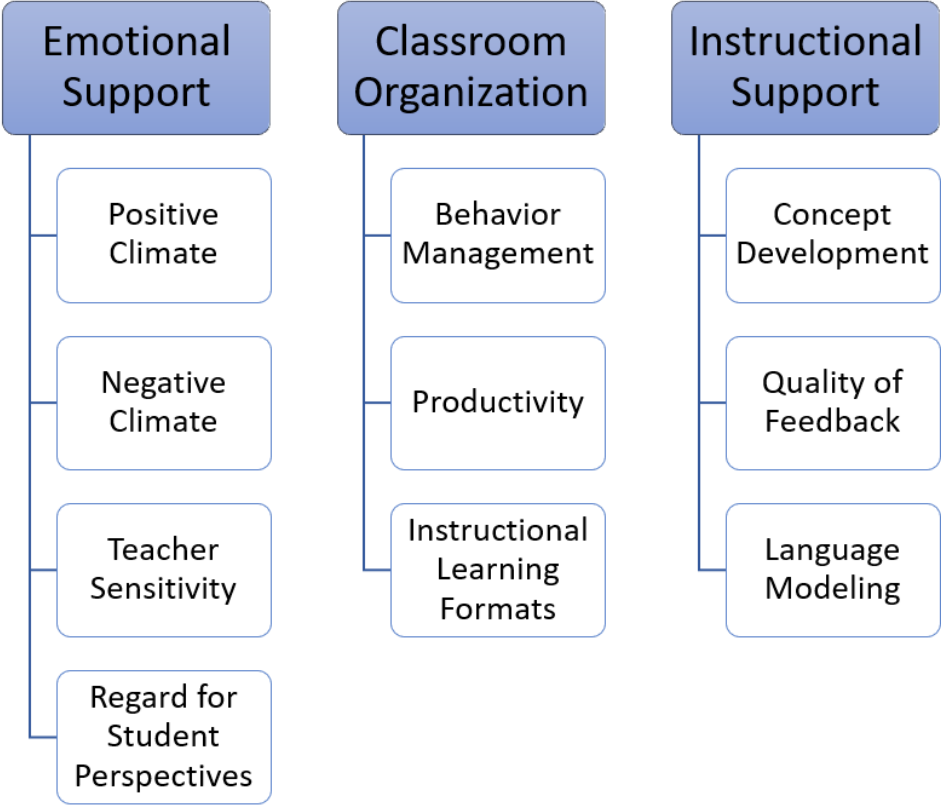 Emotional
Support
Positive
Climate
Negative
Climate
Teacher
Sensitivity
Regard for
Student
Perspectives
Classroom
Organization
Behavior
Management
Productivity
Instructional
Learning
Formats
Instructional
Support
Concept
Development
Quality of
Feedback
Language
Modeling